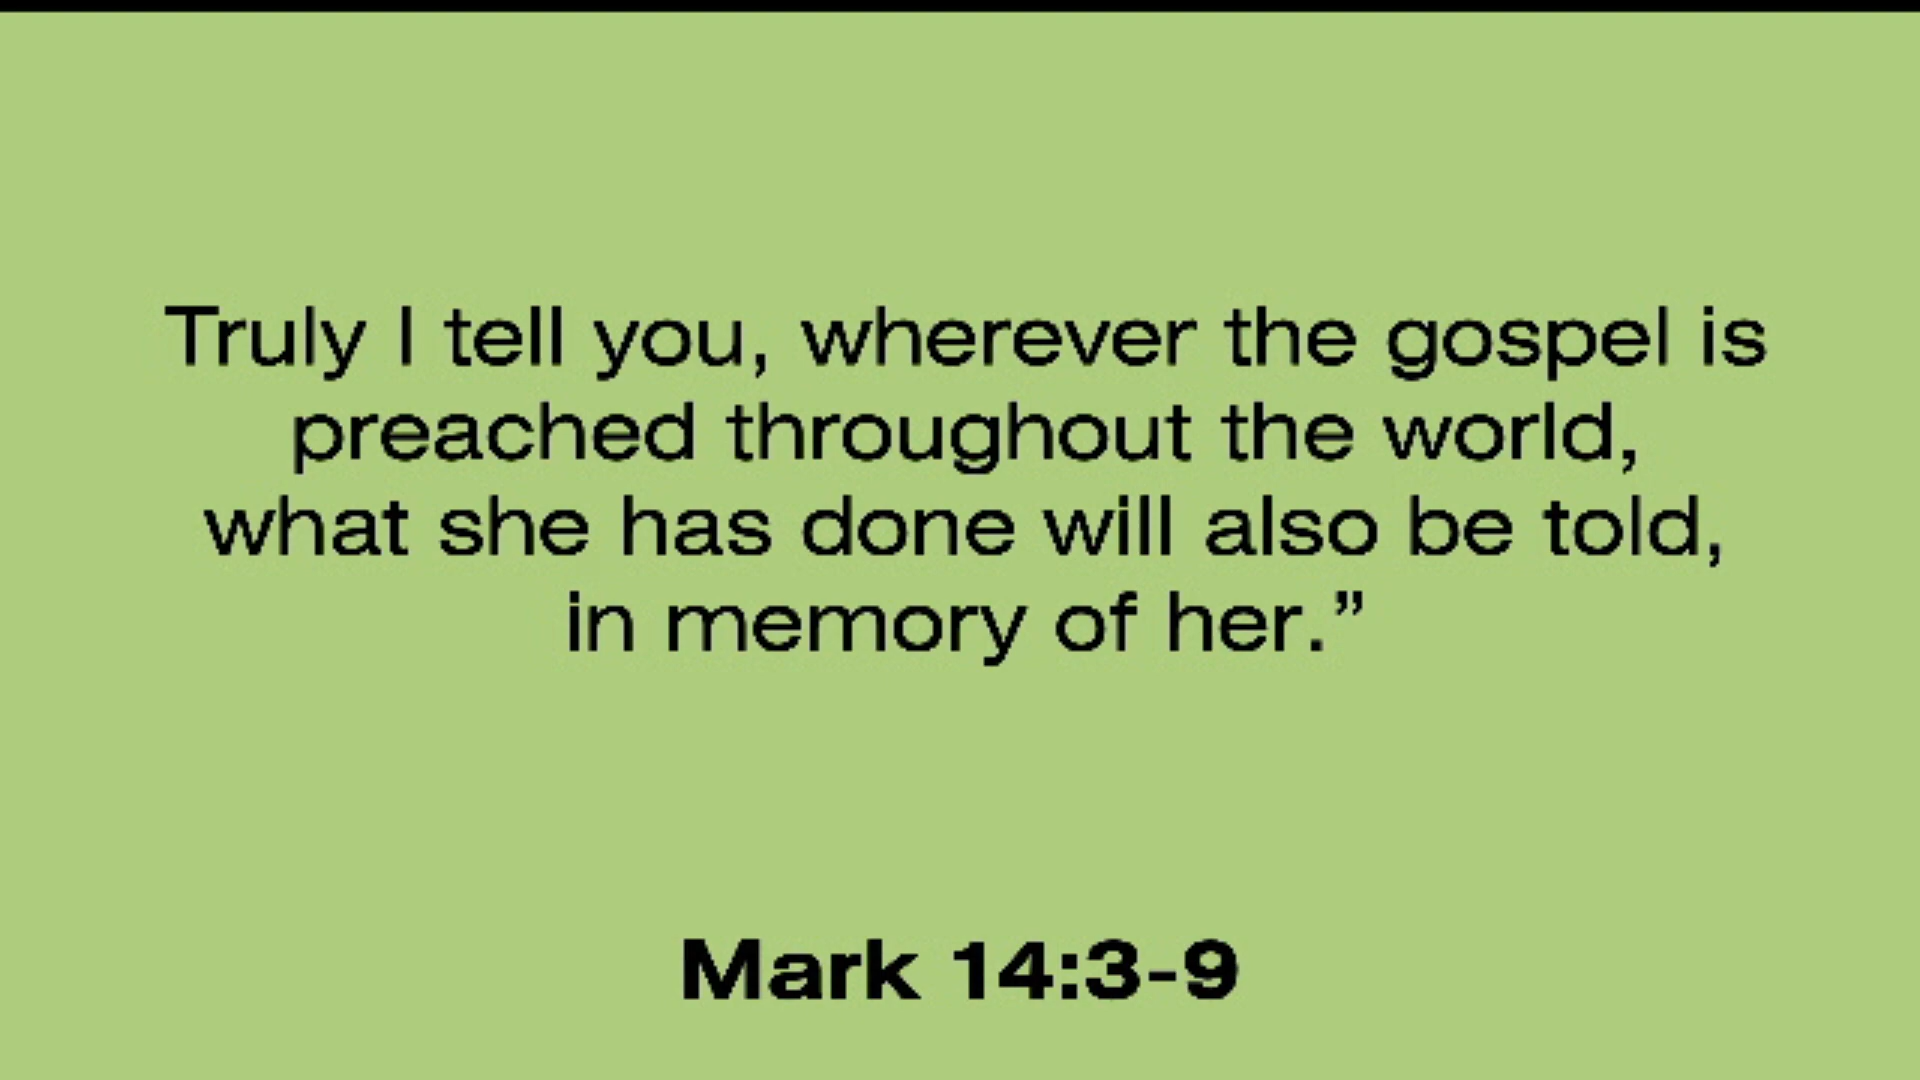 Truly I tell you, wherever the gospel is
preached throughout the world,
what she has done will also be told,
in memory of her.”
Mark 14:3-9